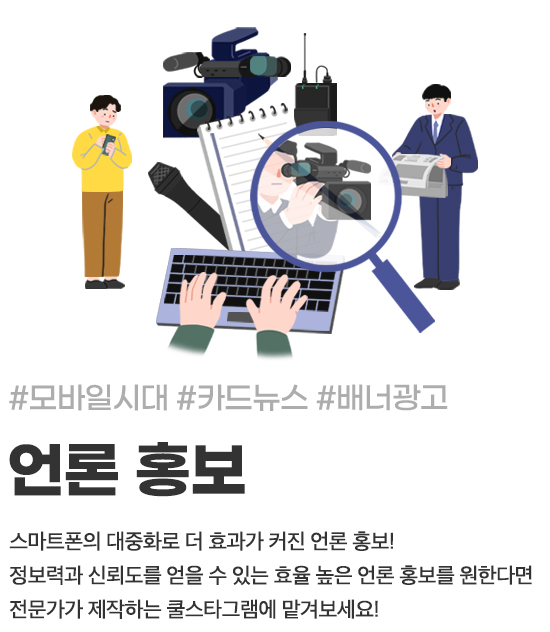 #모바일시대 #카드뉴스 #배너광고
언론 홍보
스마트폰의 대중화로 더 효과가 커진 언론 홍보!
정보력과 신뢰도를 얻을 수 있는 효율 높은 언론 홍보를 원한다면
전문가가 제작하는 쿨스타그램에 맡겨보세요!